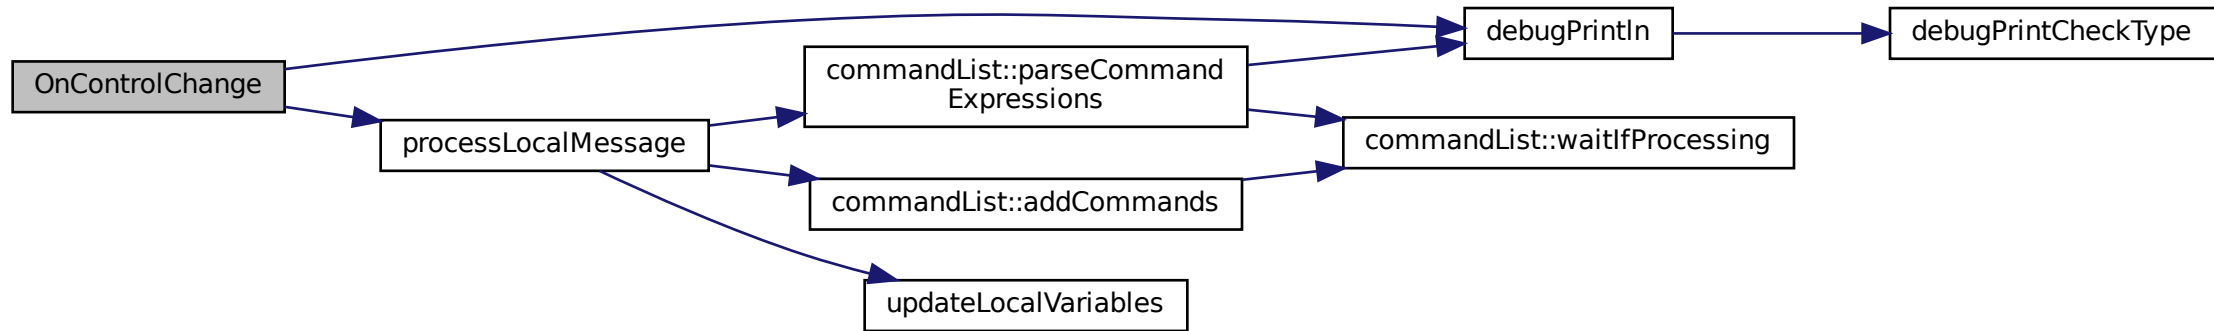 OnControlChange
processLocalMessage
commandList::parseCommand
Expressions
commandList::addCommands
updateLocalVariables
debugPrintln
commandList::waitIfProcessing
debugPrintCheckType